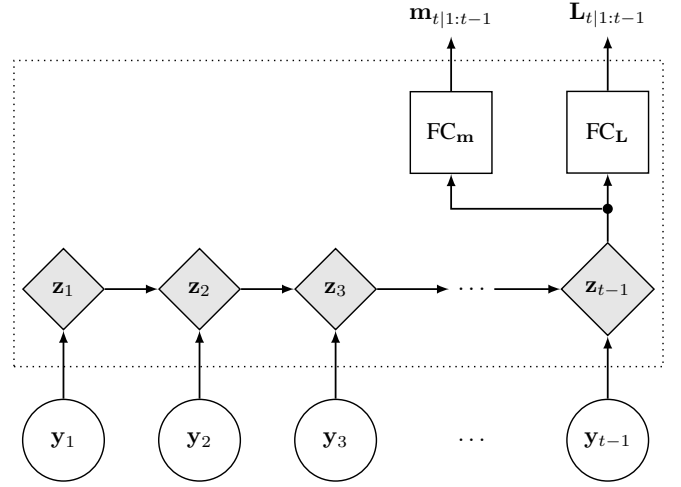 𝐦_{t|1:t−1} 𝐋_{t|1:t−1}
FC_𝐦 FC_𝐋
𝐳_1 𝐳_2 𝐳_3 ⋯ 𝐳_{t−1}
𝐲_1 𝐲_2 𝐲_3 ⋯ 𝐲_{t−1}